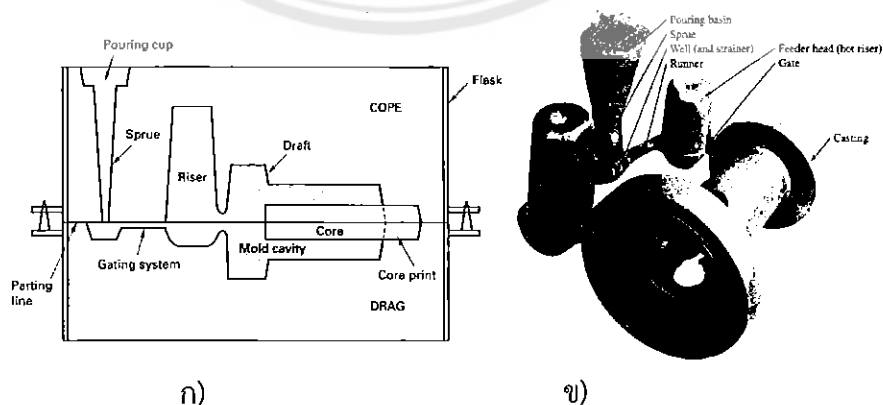 Pouring cup
COPE
Flask
Sprue
Draft
Riser
Core
Mold cavity
Gating system
Core print
Parting
line
DRAG
ก)
Pouring basin
Sprue
Well (and strainer)
Runner
Feeder head (hot riser)
Gate
Casting
ข)